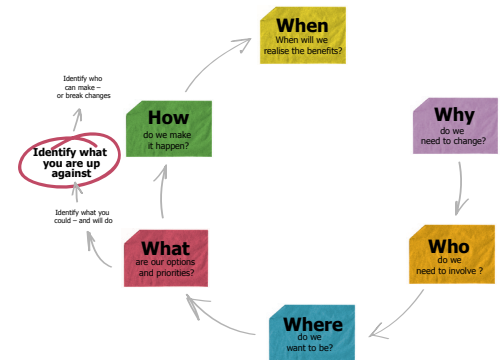 When
When will we
realise the benefits?
Identify who
can make –
or break changes
How
do we make
it happen?
Why
do we
need to change?
Identify what
you are up
against
Identify what you
could – and will do
What
are our options
and priorities?
Who
do we
need to involve ?
Where
do we
want to be?